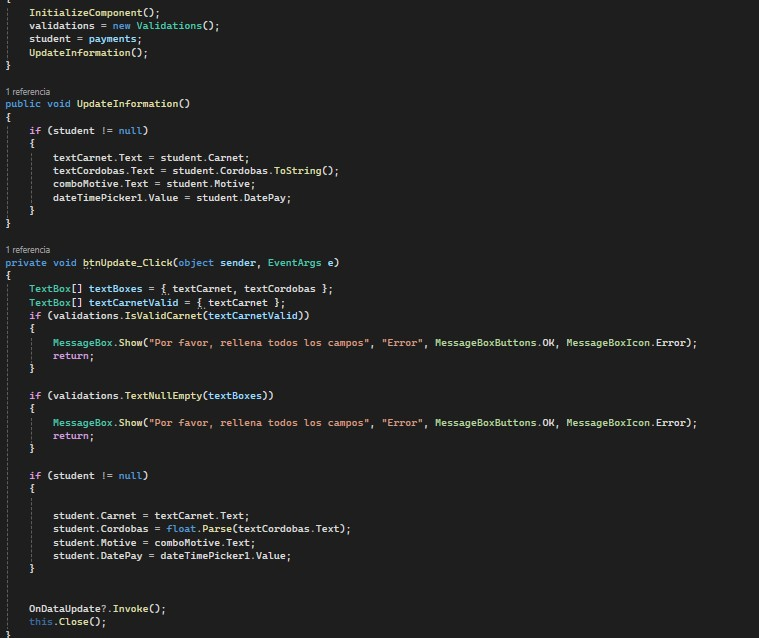 {
    InitializeComponent();
    validations = new Validations();
    student = payments;
    UpdateInformation();
}
1 referencia
public void UpdateInformation()
{
    if (student != null)
    {
        textCarnet.Text = student.Carnet;
        textCordobas.Text = student.Cordobas.ToString();
        comboMotive.Text = student.Motive;
        dateTimePicker1.Value = student.DatePay;
    }
}
1 referencia
private void btnUpdate_Click(object sender, EventArgs e)
{
    TextBox[] textBoxes = { textCarnet, textCordobas };
    TextBox[] textCarnetValid = { textCarnet };
    if (validations.IsValidCarnet(textCarnetValid))
    {
        MessageBox.Show("Por favor, rellena todos los campos", "Error", MessageBoxButtons.OK, MessageBoxIcon.Error);
        return;
    }
    if (validations.TextNullEmpty(textBoxes))
    {
        MessageBox.Show("Por favor, rellena todos los campos", "Error", MessageBoxButtons.OK, MessageBoxIcon.Error);
        return;
    }
    if (student != null)
    {
        student.Carnet = textCarnet.Text;
        student.Cordobas = float.Parse(textCordobas.Text);
        student.Motive = comboMotive.Text;
        student.DatePay = dateTimePicker1.Value;
    }
    OnDataUpdate?.Invoke();
    this.Close();
}